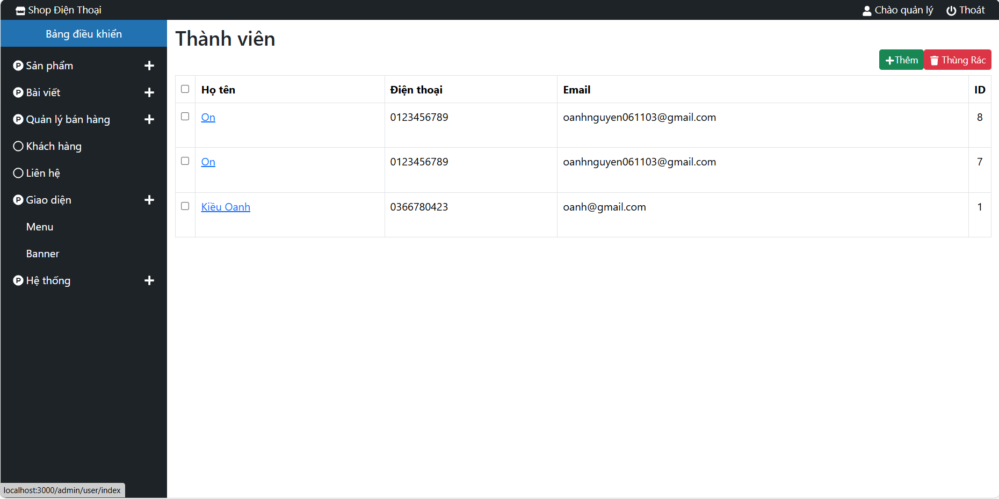 Shop Điện Thoại
Chào quản lý
Thoát
Bảng điều khiển
Sản phẩm
Bài viết
Quản lý bán hàng
Khách hàng
Liên hệ
Giao diện
Menu
Banner
Hệ thống
Thành viên
Thêm
Thùng Rác
Họ tên Điện thoại Email ID
On 0123456789 oanhnguyen061103@gmail.com 8
On 0123456789 oanhnguyen061103@gmail.com 7
Kiều Oanh 0366780423 oanh@gmail.com 1
localhost:3000/admin/user/index